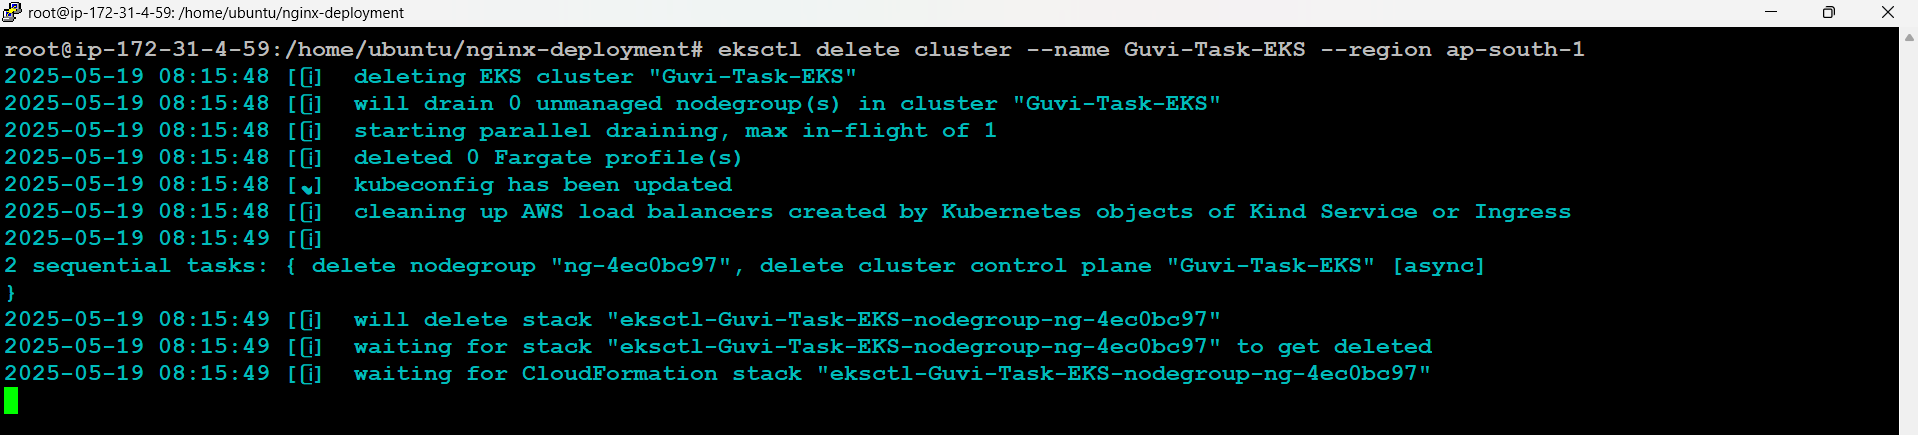 root@ip-172-31-4-59: /home/ubuntu/nginx-deployment
root@ip-172-31-4-59:/home/ubuntu/nginx-deployment# eksctl delete cluster --name Guvi-Task-EKS --region ap-south-1
2025-05-19 08:15:48 [ℹ]  deleting EKS cluster "Guvi-Task-EKS"
2025-05-19 08:15:48 [ℹ]  will drain 0 unmanaged nodegroup(s) in cluster "Guvi-Task-EKS"
2025-05-19 08:15:48 [ℹ]  starting parallel draining, max in-flight of 1
2025-05-19 08:15:48 [ℹ]  deleted 0 Fargate profile(s)
2025-05-19 08:15:48 [✔]  kubeconfig has been updated
2025-05-19 08:15:48 [ℹ]  cleaning up AWS load balancers created by Kubernetes objects of Kind Service or Ingress
2025-05-19 08:15:49 [ℹ]
2 sequential tasks: { delete nodegroup "ng-4ec0bc97", delete cluster control plane "Guvi-Task-EKS" [async]
}
2025-05-19 08:15:49 [ℹ]  will delete stack "eksctl-Guvi-Task-EKS-nodegroup-ng-4ec0bc97"
2025-05-19 08:15:49 [ℹ]  waiting for stack "eksctl-Guvi-Task-EKS-nodegroup-ng-4ec0bc97" to get deleted
2025-05-19 08:15:49 [ℹ]  waiting for CloudFormation stack "eksctl-Guvi-Task-EKS-nodegroup-ng-4ec0bc97"